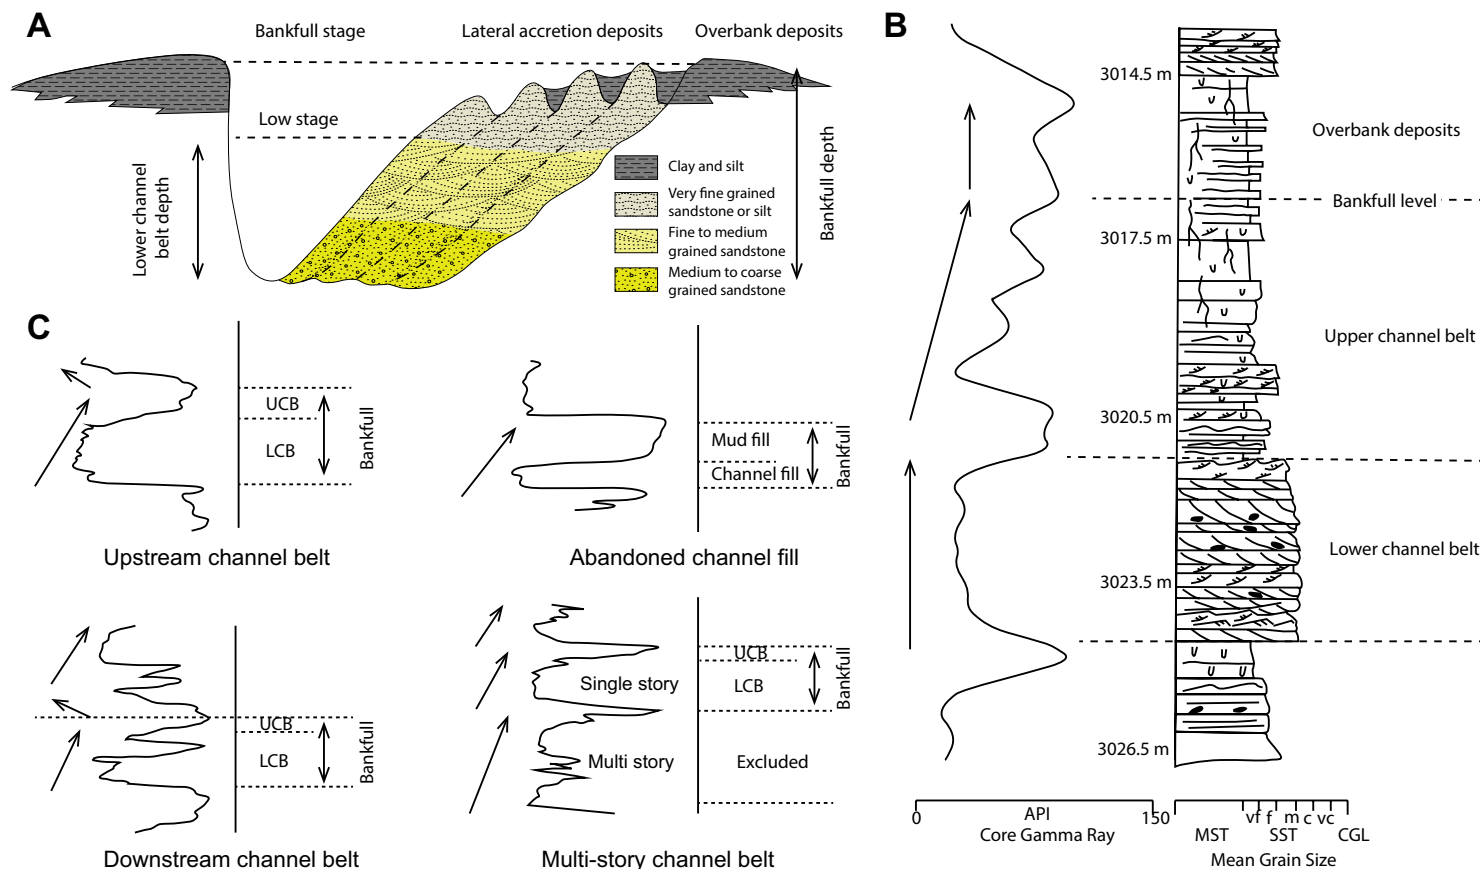 A
Bankfull stage
Lateral accretion deposits
Overbank deposits
Low stage
Lower channel
belt depth
Bankfull depth
Clay and silt
Very fine grained
sandstone or silt
Fine to medium
grained sandstone
Medium to coarse
grained sandstone
B
3014.5 m
Overbank deposits
Bankfull level
3017.5 m
Upper channel belt
3020.5 m
Lower channel belt
3023.5 m
3026.5 m
0
API
150
Core Gamma Ray
vf f m c vc
MST SST CGL
Mean Grain Size
C
UCB
LCB
Bankfull
Upstream channel belt
Mud fill
Channel fill
Bankfull
Abandoned channel fill
UCB
LCB
Bankfull
Downstream channel belt
UCB
Single story
LCB
Bankfull
Multi story
Excluded
Multi-story channel belt